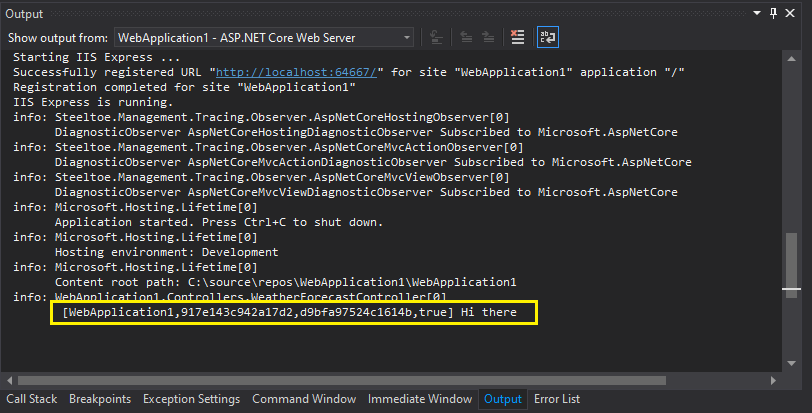 Output
Show output from: WebApplication1 - ASP.NET Core Web Server
Starting IIS Express ...
Successfully registered URL "http://localhost:64667/" for site "WebApplication1" application "/"
Registration completed for site "WebApplication1"
IIS Express is running.
info: Steeltoe.Management.Tracing.Observer.AspNetCoreHostingObserver[0]
DiagnosticObserver AspNetCoreHostingDiagnosticObserver Subscribed to Microsoft.AspNetCore
info: Steeltoe.Management.Tracing.Observer.AspNetCoreMvcActionObserver[0]
DiagnosticObserver AspNetCoreMvcActionDiagnosticObserver Subscribed to Microsoft.AspNetCore
info: Steeltoe.Management.Tracing.Observer.AspNetCoreMvcViewObserver[0]
DiagnosticObserver AspNetCoreMvcViewDiagnosticObserver Subscribed to Microsoft.AspNetCore
info: Microsoft.Hosting.Lifetime[0]
Application started. Press Ctrl+C to shut down.
info: Microsoft.Hosting.Lifetime[0]
Hosting environment: Development
info: Microsoft.Hosting.Lifetime[0]
Content root path: C:\source\repos\WebApplication1\WebApplication1
info: WebApplication1.Controllers.WeatherForecastController[0]
[WebApplication1,917e143c942a17d2,d9bfa97524c1614b,true] Hi there
Call Stack Breakpoints Exception Settings Command Window Immediate Window Output Error List